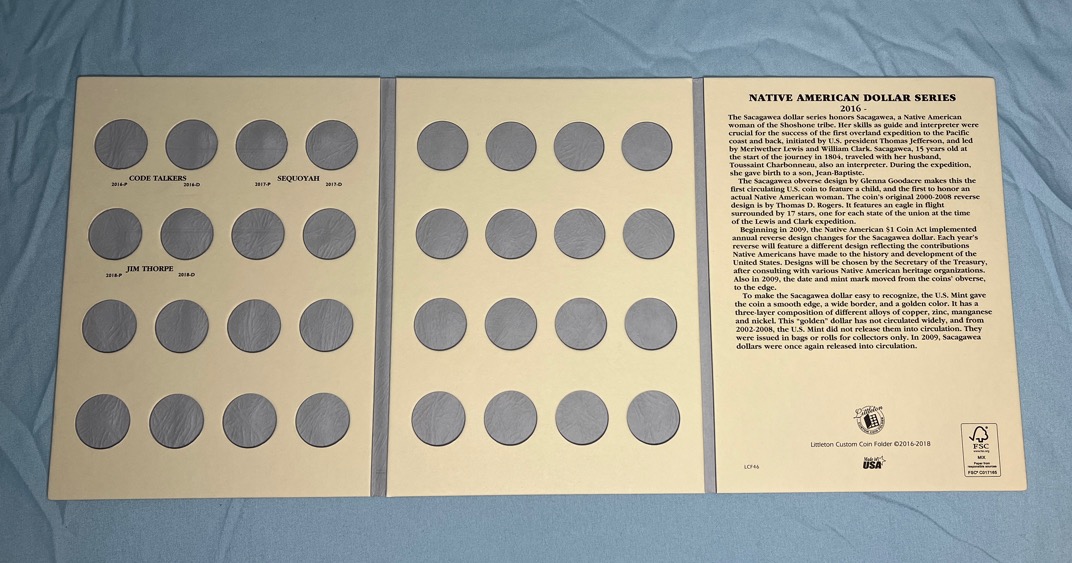 CODE TALKERS
2016-P 2016-D
SEQUOYAH
2017-P 2017-D
JIM THORPE
2018-P 2018-D
NATIVE AMERICAN DOLLAR SERIES
2016 -
The Sacagawea dollar series honors Sacagawea, a Native American
woman of the Shoshone tribe. Her skills as guide and interpreter were
crucial for the success of the first overland expedition to the Pacific
coast and back, initiated by U.S. president Thomas Jefferson, and led
by Meriwether Lewis and William Clark. Sacagawea, 15 years old at
the start of the journey in 1804, traveled with her husband,
Toussaint Charbonneau, also an interpreter. During the expedition,
she gave birth to a son, Jean-Baptiste.
The Sacagawea obverse design by Glenna Goodacre makes this the
first circulating U.S. coin to feature a child, and the first to honor an
actual Native American woman. The coin's original 2000-2008 reverse
design is by Thomas D. Rogers. It features an eagle in flight
surrounded by 17 stars, one for each state of the union at the time
of the Lewis and Clark expedition.
Beginning in 2009, the Native American $1 Coin Act implemented
annual reverse design changes for the Sacagawea dollar. Each year's
reverse will feature a different design reflecting the contributions
Native Americans have made to the history and development of the
United States. Designs will be chosen by the Secretary of the Treasury,
after consulting with various Native American heritage organizations.
Also in 2009, the date and mint mark moved from the coins' obverse,
to the edge.
To make the Sacagawea dollar easy to recognize, the U.S. Mint gave
the coin a smooth edge, a wide border, and a golden color. It has a
three-layer composition of different alloys of copper, zinc, manganese
and nickel. This "golden" dollar has not circulated widely, and from
2002-2008, the U.S. Mint did not release them into circulation. They
were issued in bags or rolls for collectors only. In 2009, Sacagawea
dollars were once again released into circulation.
Littleton
Littleton Custom Coin Folder ©2016-2018
LCF46
Made in
USA
FSC
www.fsc.org
MIX
Paper from
responsible sources
FSC® C017165